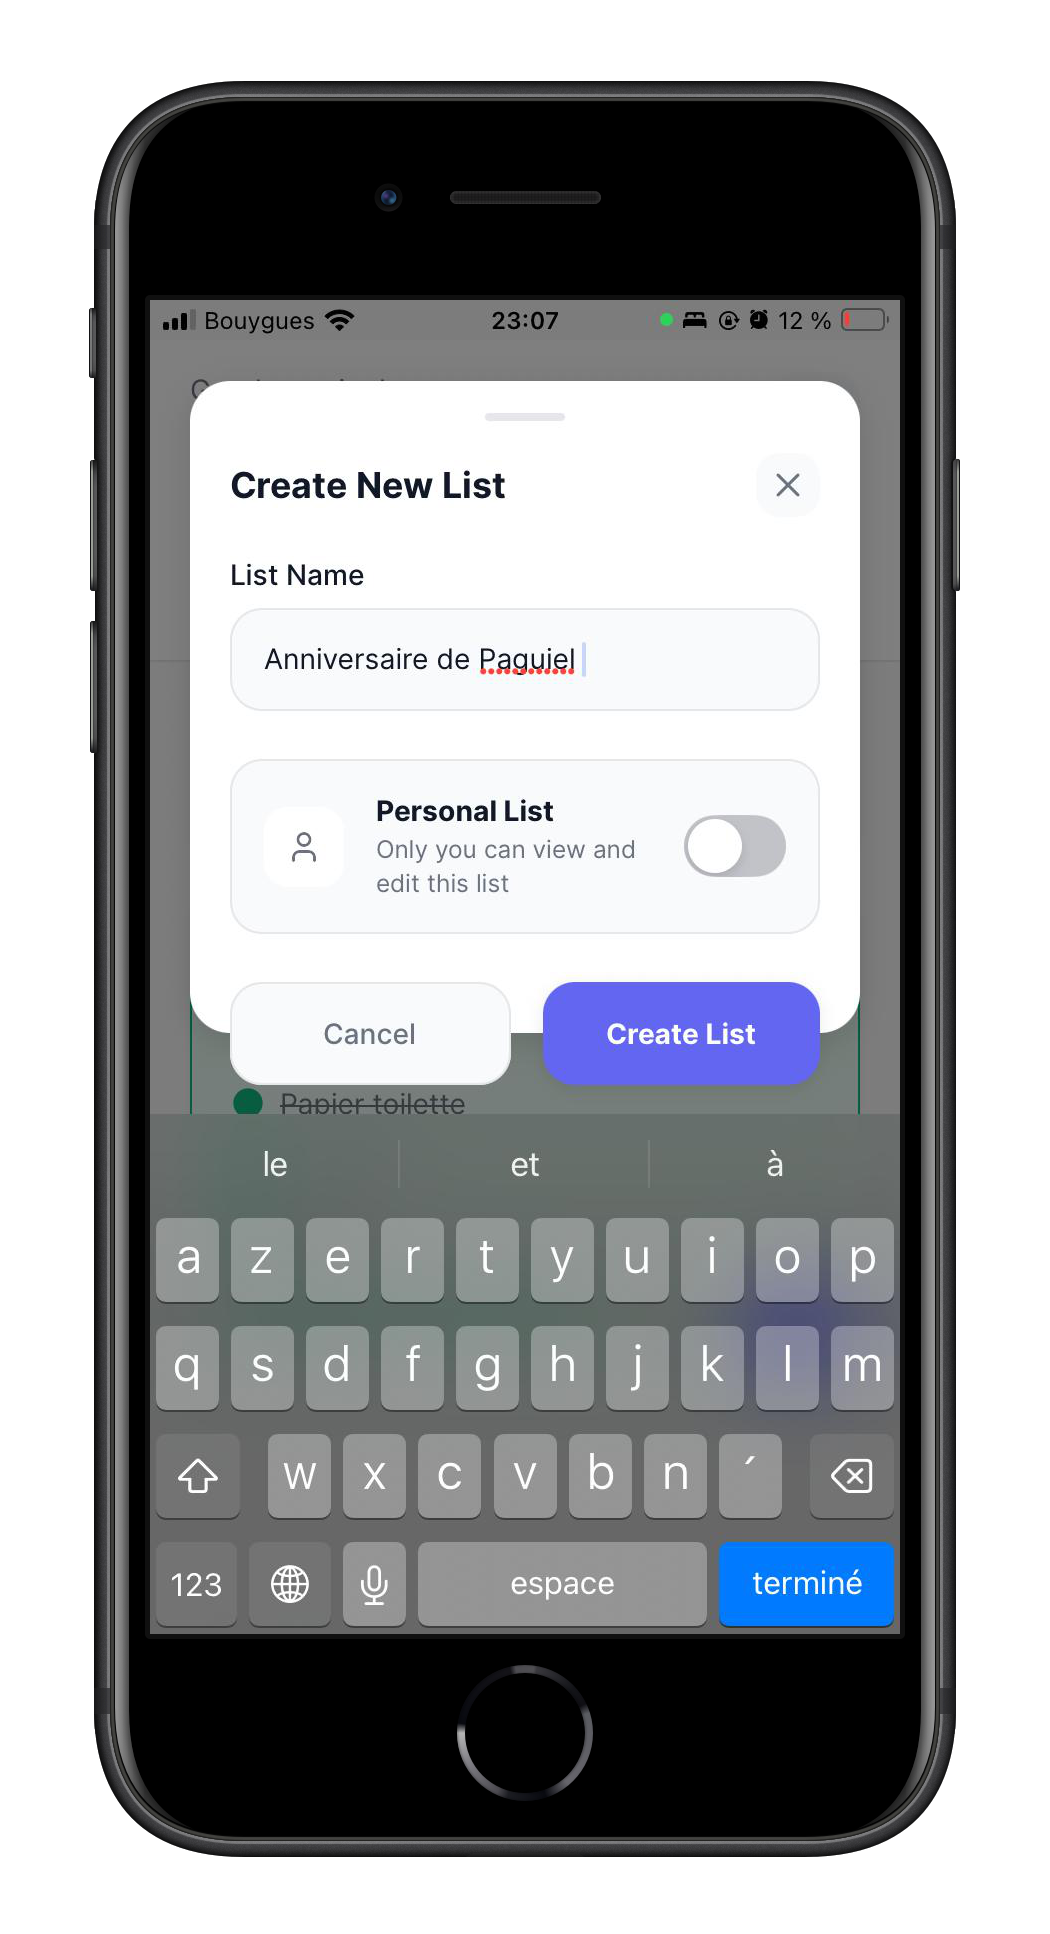 Bouygues 23:07 12 %
Create New List
List Name
Anniversaire de Paguiel
Personal List
Only you can view and
edit this list
Cancel Create List
Papier toilette
le et à
a z e r t y u i o p
q s d f g h j k l m
w x c v b n ´
123 espace terminé